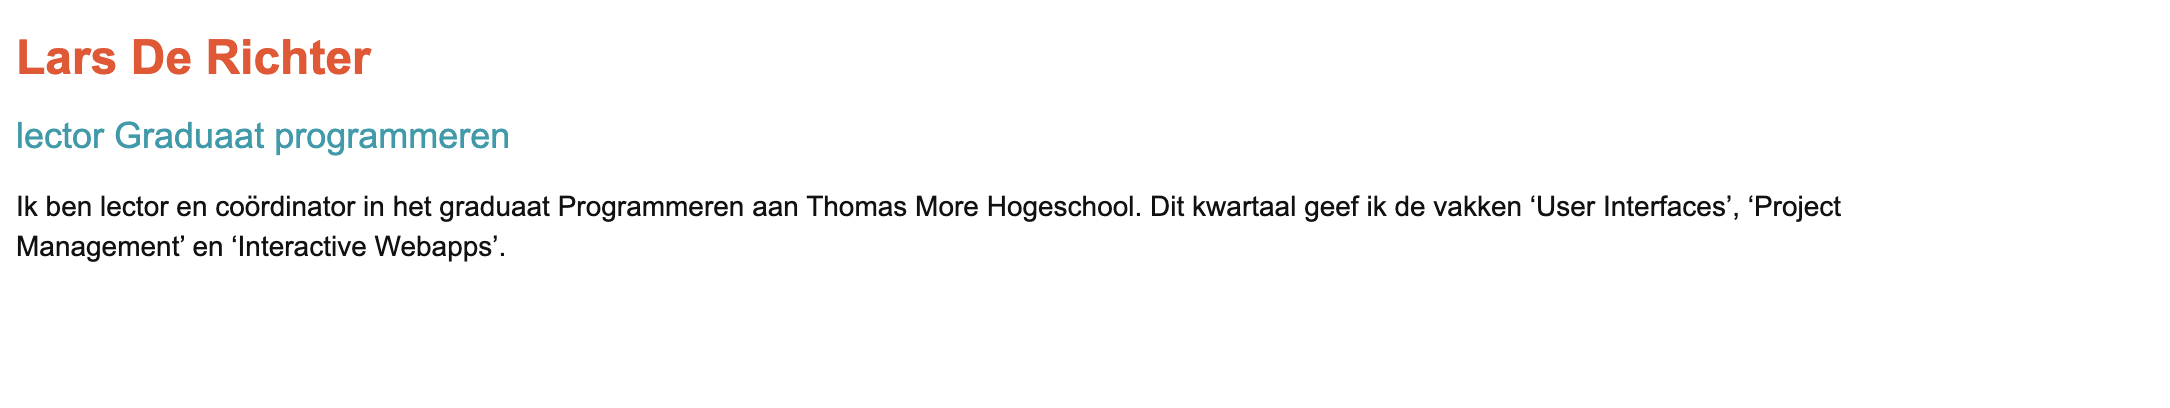 Lars De Richter
lector Graduaat programmeren
Ik ben lector en coördinator in het graduaat Programmeren aan Thomas More Hogeschool. Dit kwartaal geef ik de vakken ‘User Interfaces’, ‘Project
Management’ en ‘Interactive Webapps’.